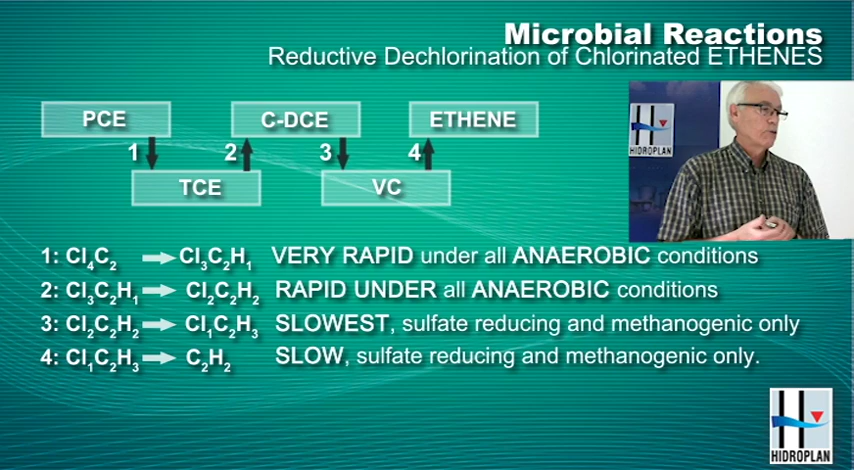 Microbial Reactions
Reductive Dechlorination of Chlorinated ETHENES
PCE
C-DCE
ETHENE
1
2
3
4
TCE
VC
HIDROPLAN
1: Cl₄C₂ → Cl₃C₂H₁ VERY RAPID under all ANAEROBIC conditions
2: Cl₃C₂H₁ → Cl₂C₂H₂ RAPID UNDER all ANAEROBIC conditions
3: Cl₂C₂H₂ → Cl₁C₂H₃ SLOWEST, sulfate reducing and methanogenic only
4: Cl₁C₂H₃ → C₂H₂ SLOW, sulfate reducing and methanogenic only.
HIDROPLAN